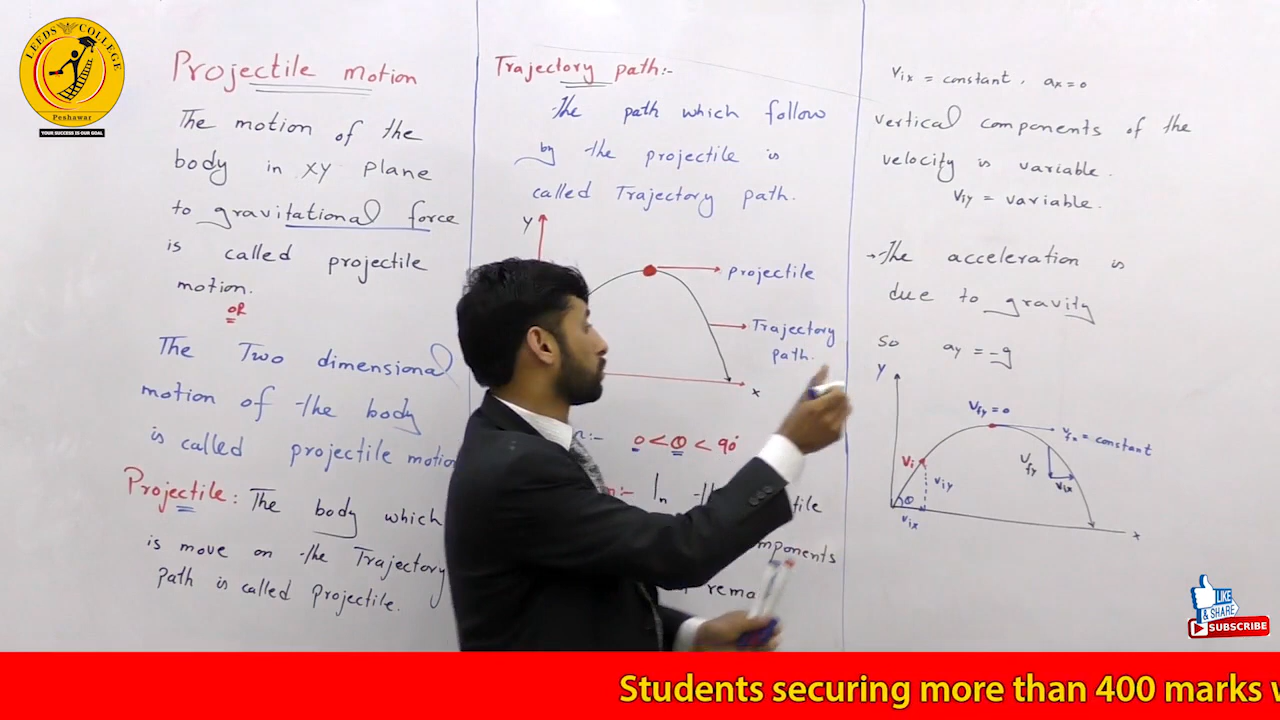 LEEDS COLLEGE
Peshawar
YOUR SUCCESS IS OUR GOAL
Projectile motion
The motion of the
body in XY plane
to gravitational force
is called projectile
motion.
OR
The Two dimensional
motion of the body
is called projectile motion
Projectile: The body which
is move on the Trajectory
Path is called Projectile.
Trajectory path:-
The path which follow
by the projectile is
called Trajectory path.
Y
projectile
Trajectory
path.
x
n:- 0 < θ < 90°
n:- In th tile
mponents
rema
Vix = constant, ax = 0
vertical components of the
velocity is variable.
Viy = variable.
→ The acceleration is
due to gravity
So ay = -g
Y
Vfy = 0
Vfx = constant
Vi
Viy
Vfy
Vix
θ
Vix
x
LIKE
& SHARE
SUBSCRIBE
Students securing more than 400 marks w